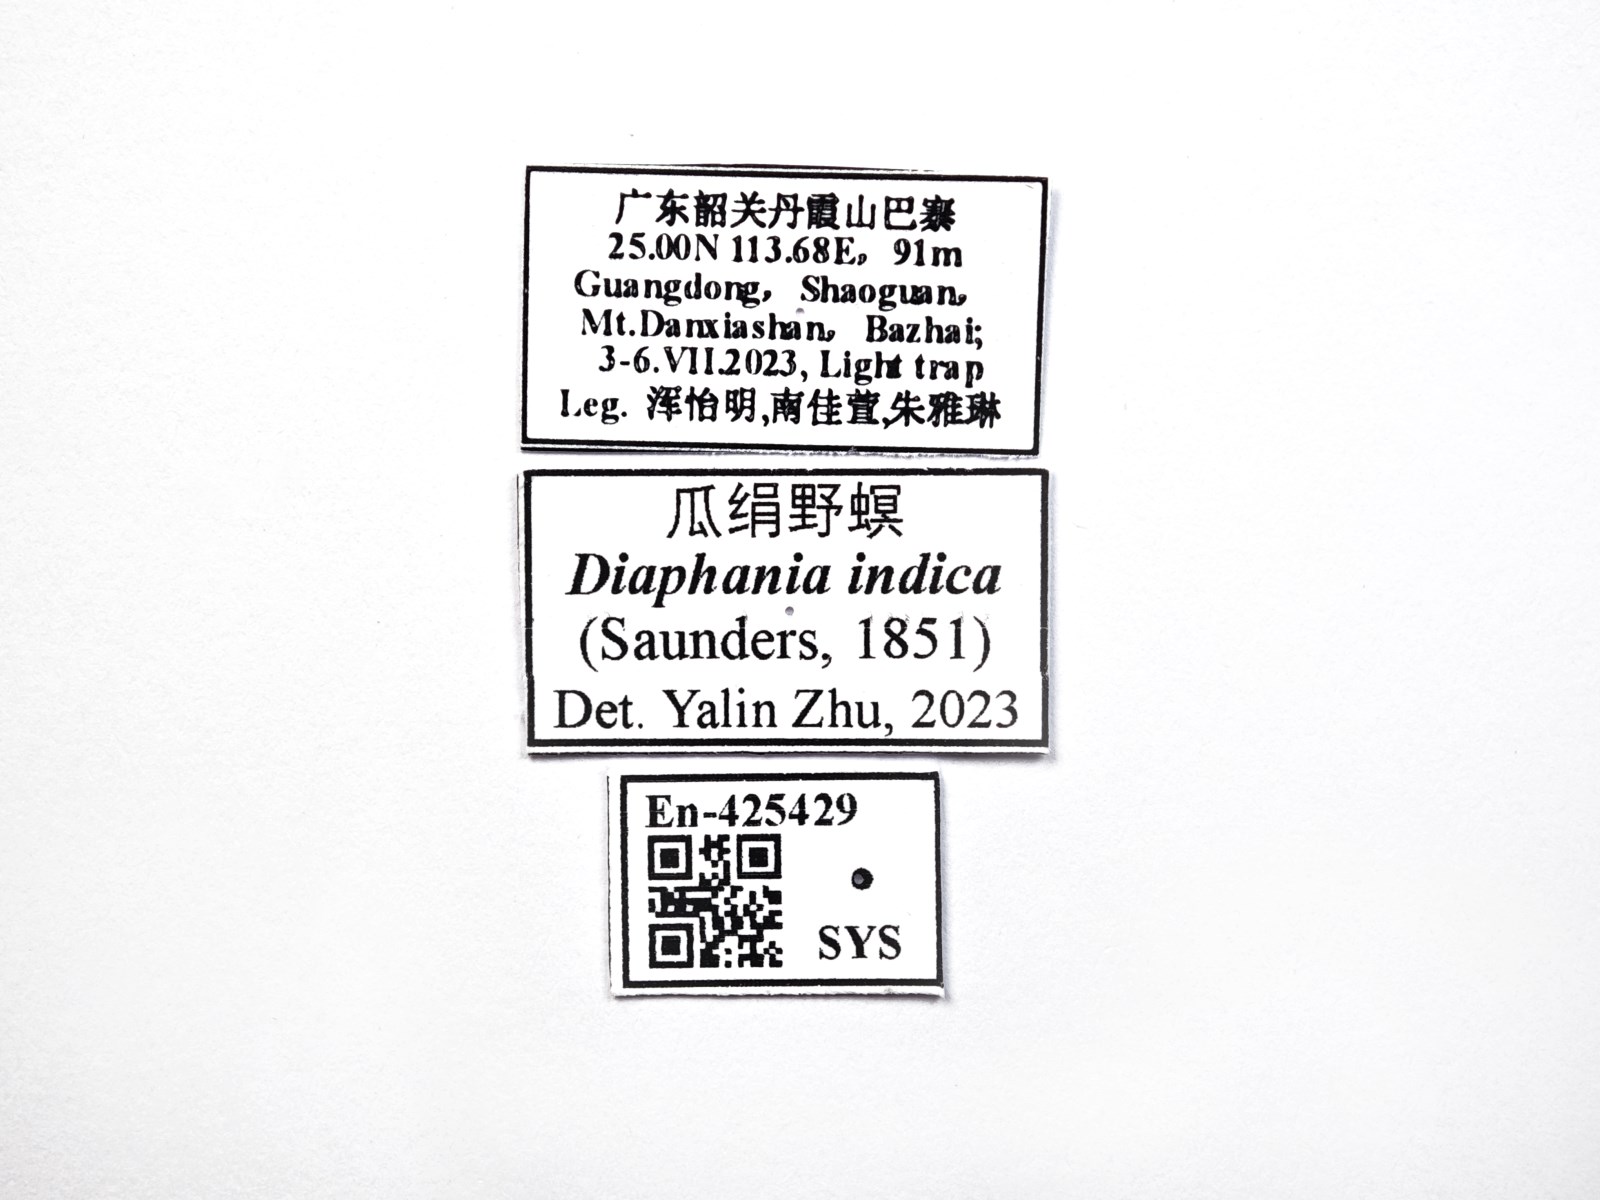 广东韶关丹霞山巴寨
25.00N 113.68E，91m
Guangdong，Shaoguan，
Mt.Danxiashan，Bazhai;
3-6.VII.2023, Light trap
Leg. 浑怡明,南佳萱,朱雅琳
瓜绢野螟
Diaphania indica
(Saunders, 1851)
Det. Yalin Zhu, 2023
En-425429
SYS